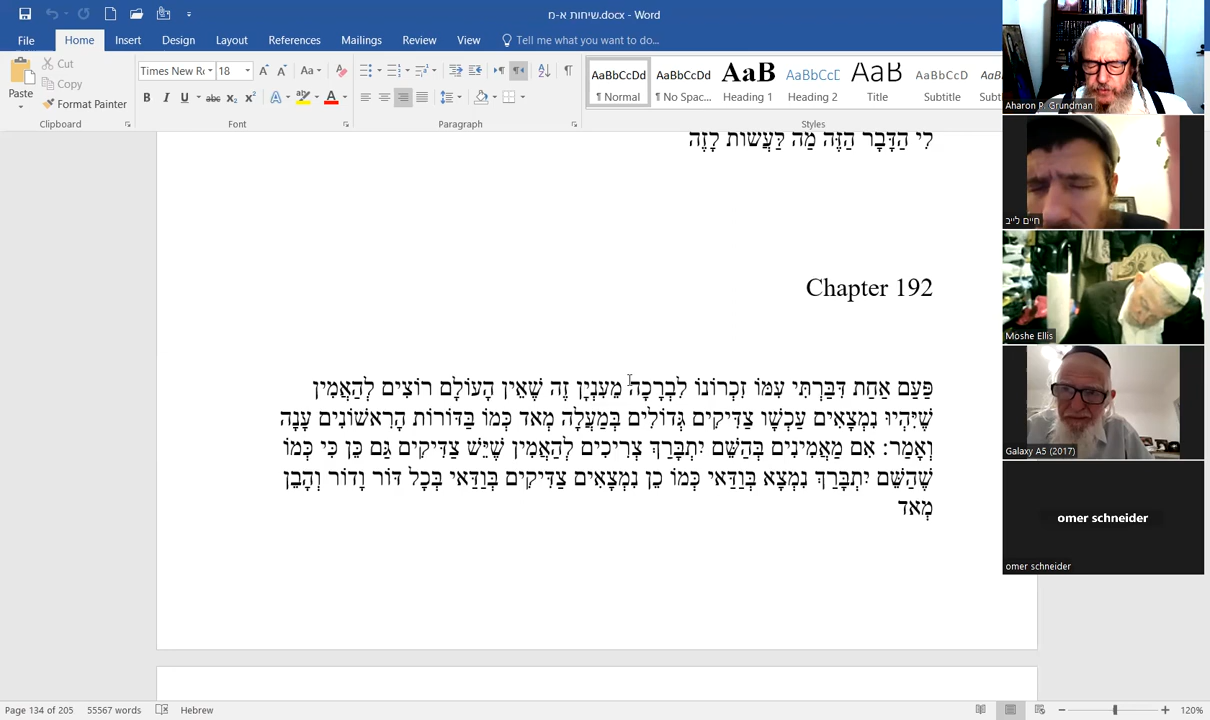 שיחות א-מ.docx - Word
File Home Insert Design Layout References Mailings Review View Tell me what you want to do...
Paste
Cut
Copy
Format Painter
Clipboard
Times New R 18
Font
Paragraph
AaBbCcDd AaBbCcDd AaB AaBbCcC AaB AaBbCcD AaB
¶ Normal ¶ No Spac... Heading 1 Heading 2 Title Subtitle Subt
Styles
לִי הַדָּבָר הַזֶּה מַה לַּעֲשׂוֹת לָזֶה
Chapter 192
פַּעַם אַחַת דִּבַּרְתִּי עִמּוֹ זִכְרוֹנוֹ לִבְרָכָה מֵעִנְיָן זֶה שֶׁאֵין הָעוֹלָם רוֹצִים לְהַאֲמִין
שֶׁיִּהְיוּ נִמְצָאִים עַכְשָׁו צַדִּיקִים גְּדוֹלִים בְּמַעֲלָה מְאד כְּמוֹ בַּדּוֹרוֹת הָרִאשׁוֹנִים עָנָה
וְאָמַר: אִם מַאֲמִינִים בְּהַשֵּׁם יִתְבָּרַךְ צְרִיכִים לְהַאֲמִין שֶׁיֵּשׁ צַדִּיקִים גַּם כֵּן כִּי כְּמוֹ
שֶׁהַשֵּׁם יִתְבָּרַךְ נִמְצָא בְּוַדַּאי כְּמוֹ כֵן נִמְצָאִים צַדִּיקִים בְּוַדַּאי בְּכָל דּוֹר וָדוֹר וְהָבֵן
מְאד
Aharon P. Grundman
חיים לייב
Moshe Ellis
Galaxy A5 (2017)
omer schneider
omer schneider
Page 134 of 205 55567 words Hebrew 120%